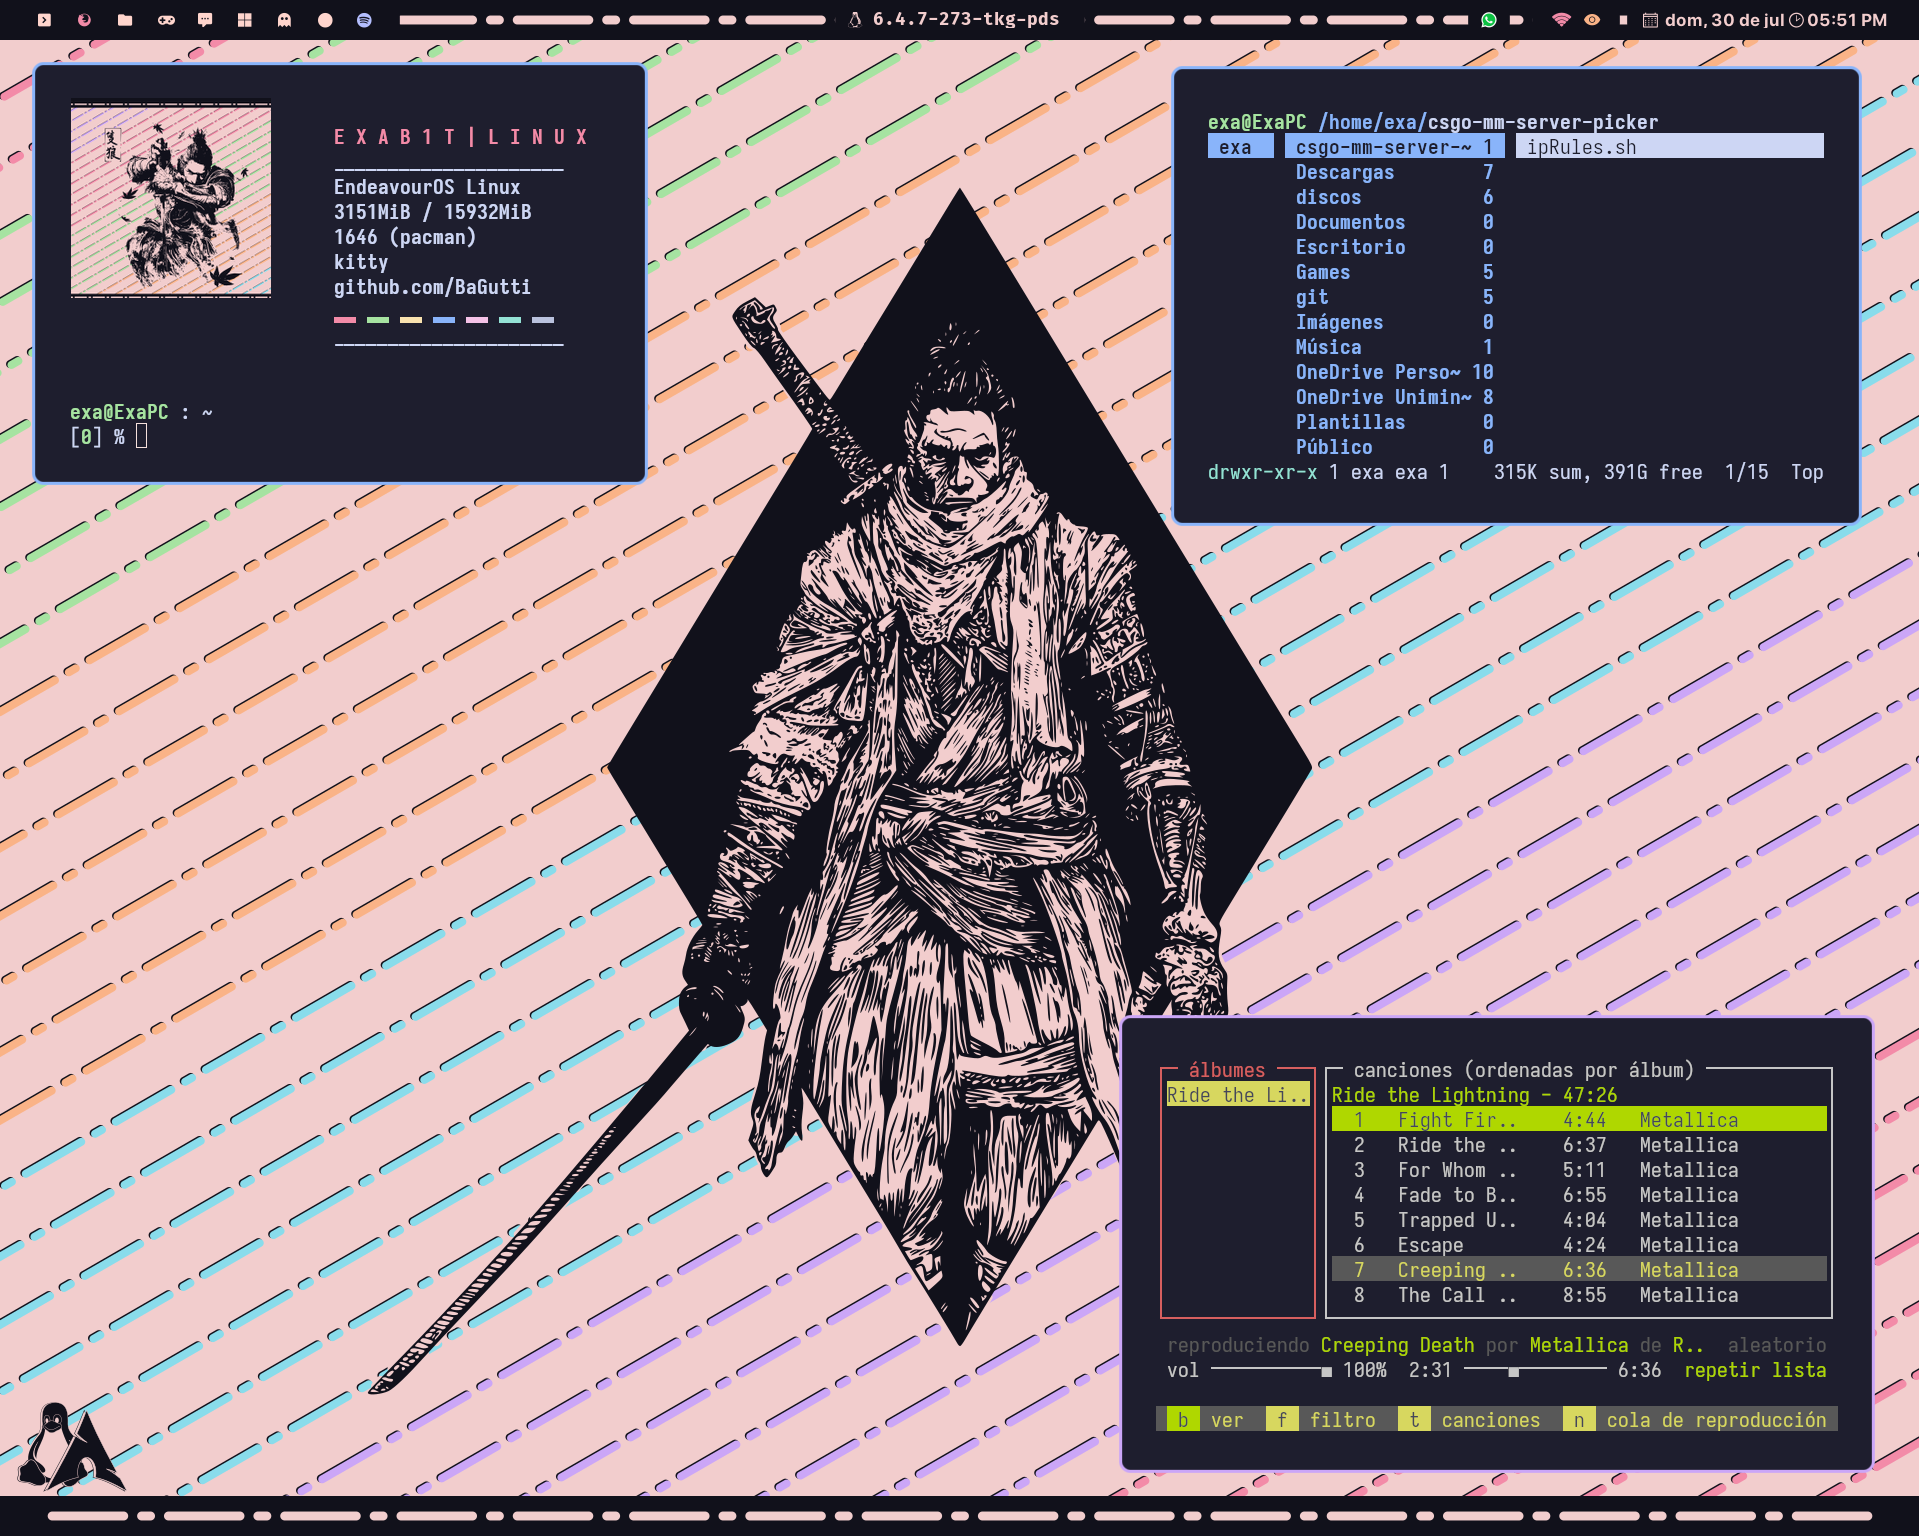 6.4.7-273-tkg-pds
dom, 30 de jul 05:51 PM
隻狼
E X A B 1 T | L I N U X
EndeavourOS Linux
3151MiB / 15932MiB
1646 (pacman)
kitty
github.com/BaGutti
exa@ExaPC : ~
[0] %
exa@ExaPC /home/exa/csgo-mm-server-picker
exa csgo-mm-server-~ 1 ipRules.sh
Descargas 7
discos 6
Documentos 0
Escritorio 0
Games 5
git 5
Imágenes 0
Música 1
OneDrive Perso~ 10
OneDrive Unimin~ 8
Plantillas 0
Público 0
drwxr-xr-x 1 exa exa 1 315K sum, 391G free 1/15 Top
álbumes canciones (ordenadas por álbum)
Ride the Li.. Ride the Lightning - 47:26
1 Fight Fir.. 4:44 Metallica
2 Ride the .. 6:37 Metallica
3 For Whom .. 5:11 Metallica
4 Fade to B.. 6:55 Metallica
5 Trapped U.. 4:04 Metallica
6 Escape 4:24 Metallica
7 Creeping .. 6:36 Metallica
8 The Call .. 8:55 Metallica
reproduciendo Creeping Death por Metallica de R.. aleatorio
vol 100% 2:31 6:36 repetir lista
b ver f filtro t canciones n cola de reproducción